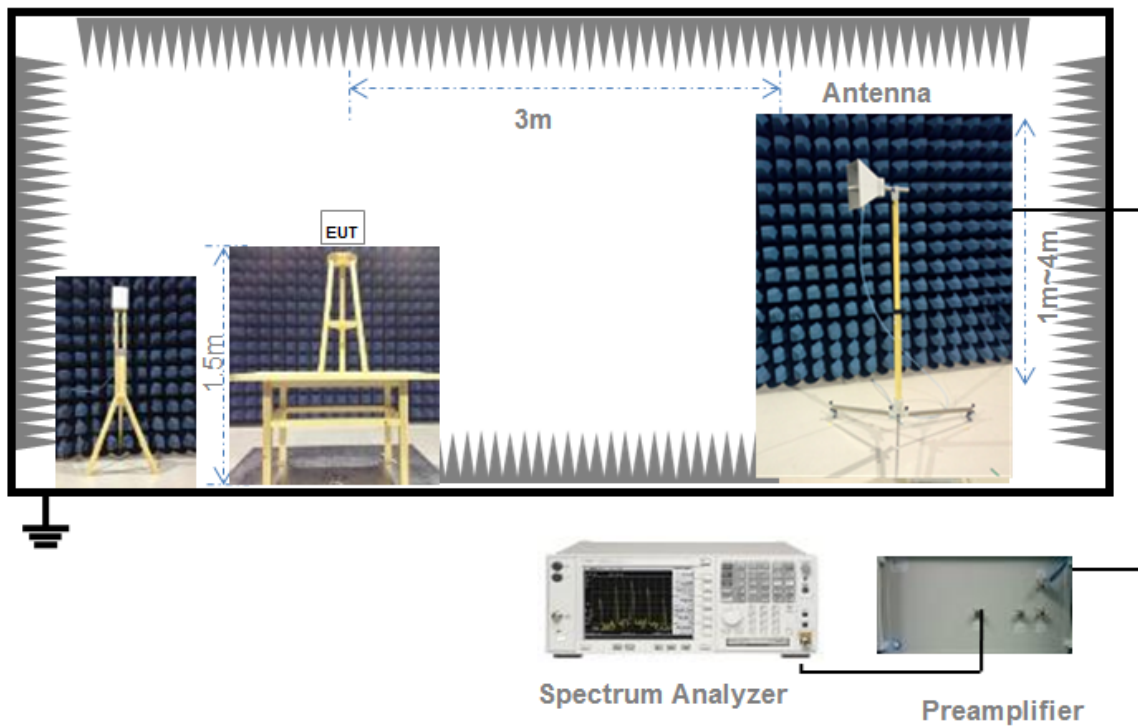 Antenna
3m
EUT
1.5m
1m~4m
Spectrum Analyzer
Preamplifier